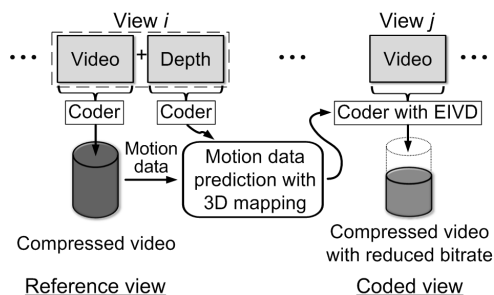 View i
View j
... Video + Depth ... Video ...
Coder
Coder
Coder with EIVD
Motion
data
Motion data
prediction with
3D mapping
Compressed video
Compressed video
with reduced bitrate
Reference view
Coded view